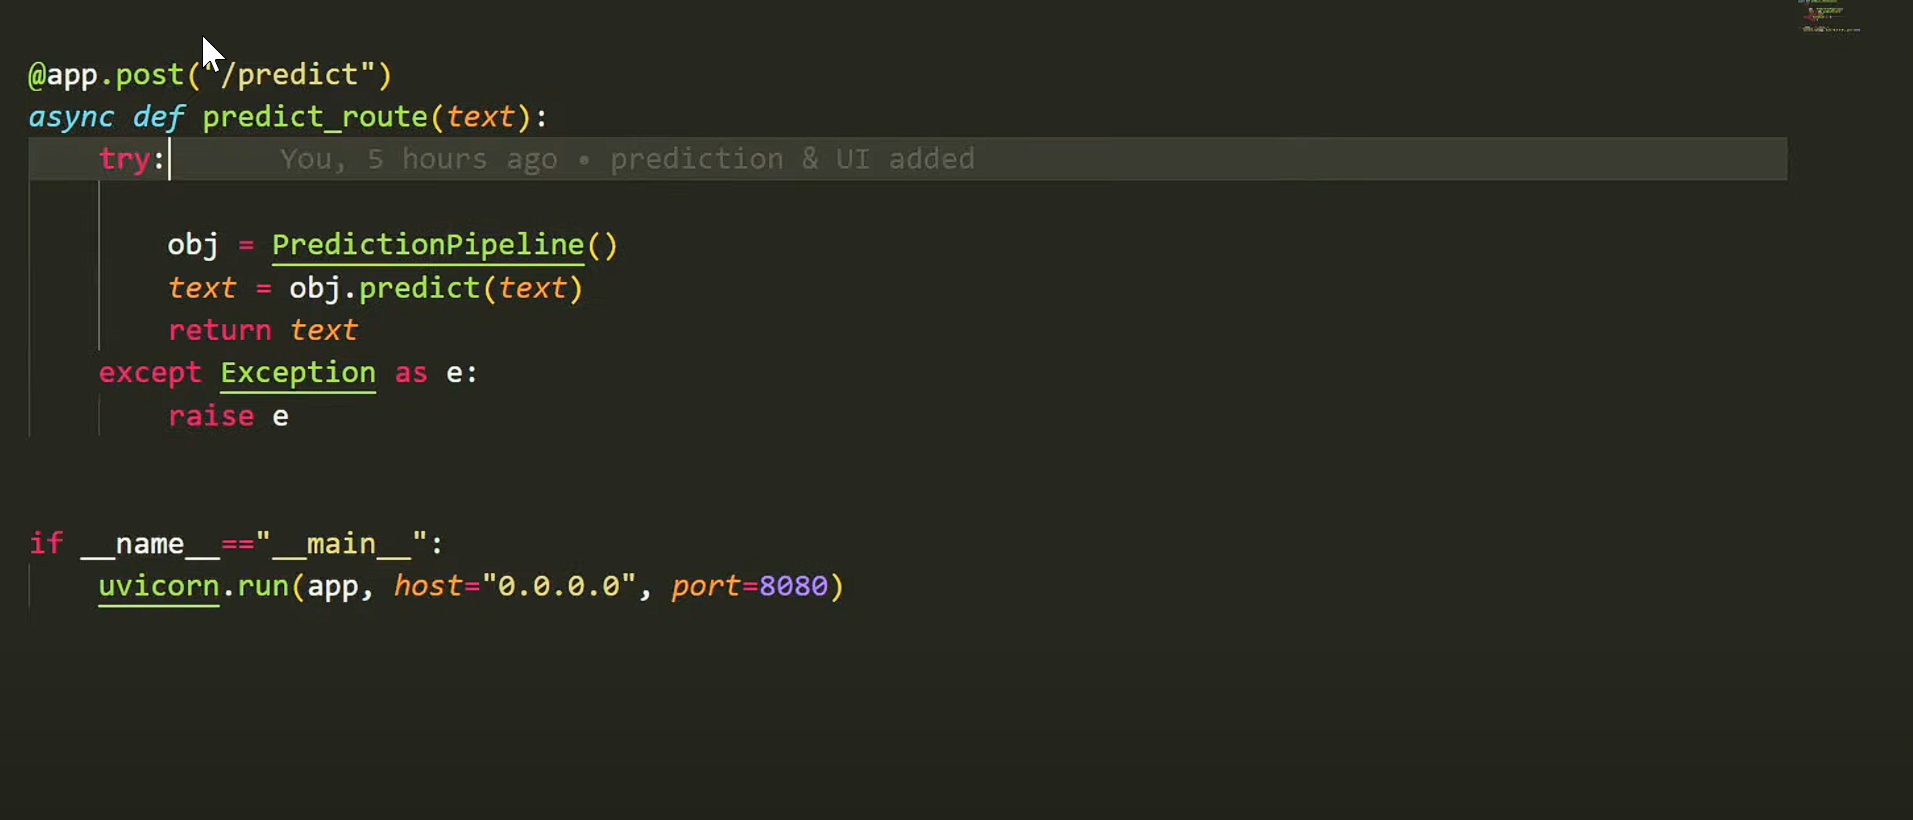 @app.post("/predict")
async def predict_route(text):
    try: You, 5 hours ago • prediction & UI added
        obj = PredictionPipeline()
        text = obj.predict(text)
        return text
    except Exception as e:
        raise e
if __name__=="__main__":
    uvicorn.run(app, host="0.0.0.0", port=8080)